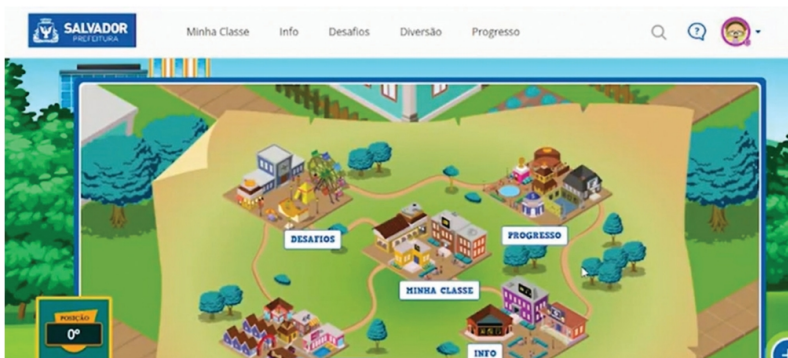 SALVADOR
PREFEITURA
Minha Classe Info Desafios Diversão Progresso
?
DESAFIOS
PROGRESSO
MINHA CLASSE
INFO
POSIÇÃO
0º